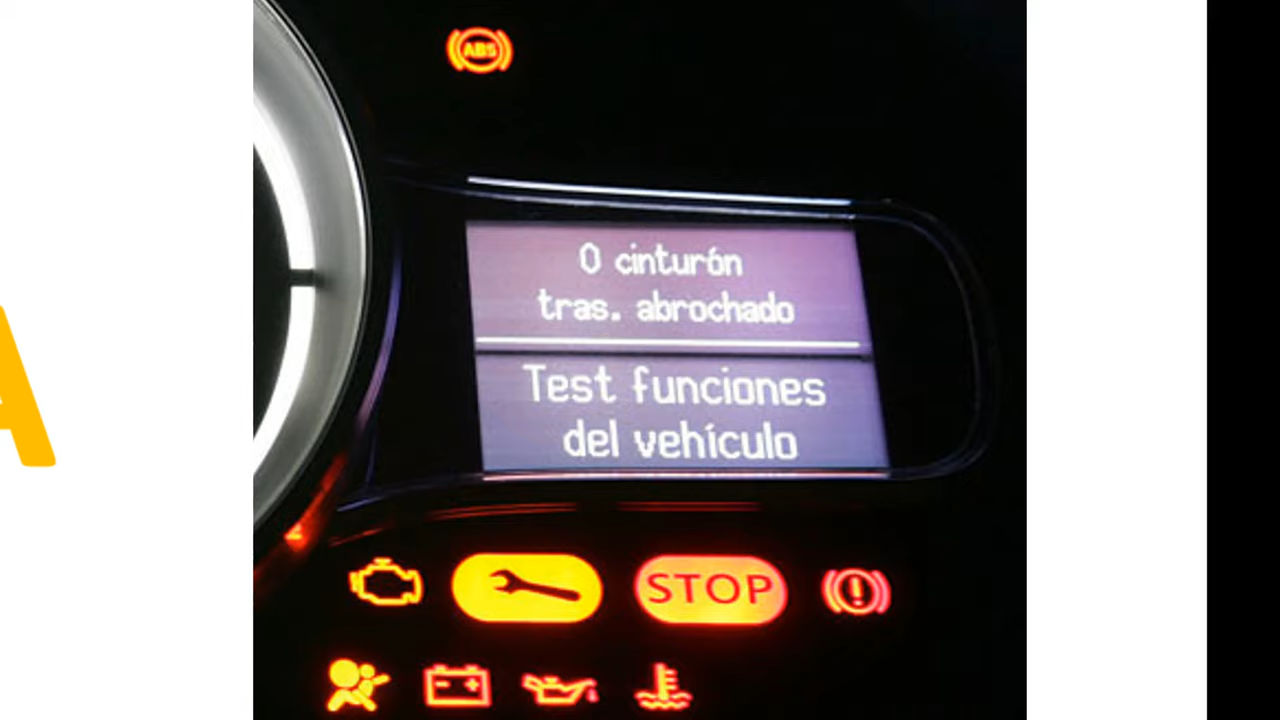 ABS
0 cinturón
tras. abrochado
Test funciones
del vehículo
STOP
A